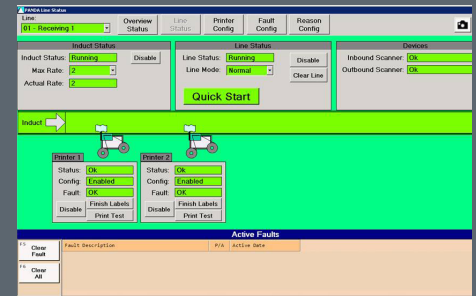 PANDA Line Status
Line:
01 - Receiving 1
Overview Status
Line Status
Printer Config
Fault Config
Reason Config
Induct Status
Induct Status: Running
Disable
Max Rate: 2
Actual Rate: 2
Line Status
Line Status: Running
Disable
Line Mode: Normal
Clear Line
Quick Start
Devices
Inbound Scanner: Ok
Outbound Scanner: Ok
Induct
Printer 1
Status: Ok
Config: Enabled
Fault: OK
Disable
Finish Labels
Print Test
Printer 2
Status: Ok
Config: Enabled
Fault: OK
Disable
Finish Labels
Print Test
Active Faults
F5 Clear Fault
Fault Description
P/A
Active Date
F6 Clear All